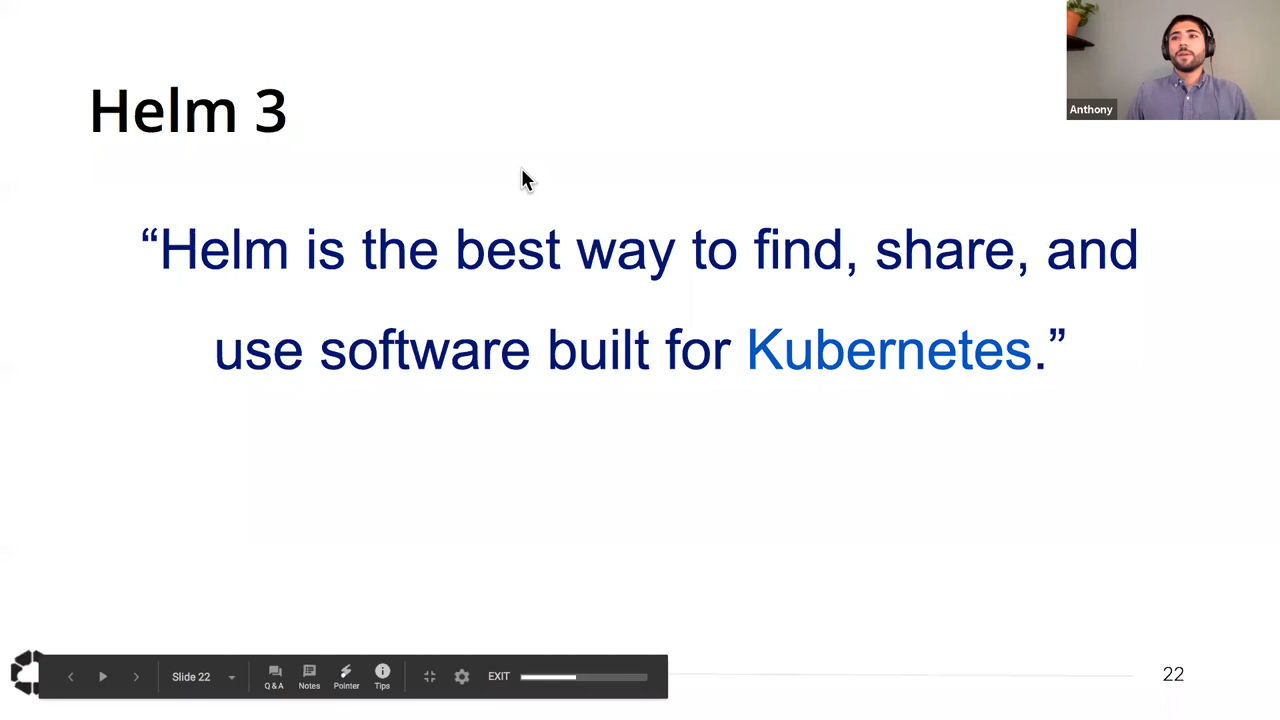 Helm 3
Anthony
“Helm is the best way to find, share, and
use software built for Kubernetes.”
Slide 22
Q & A
Notes
Pointer
Tips
EXIT
22